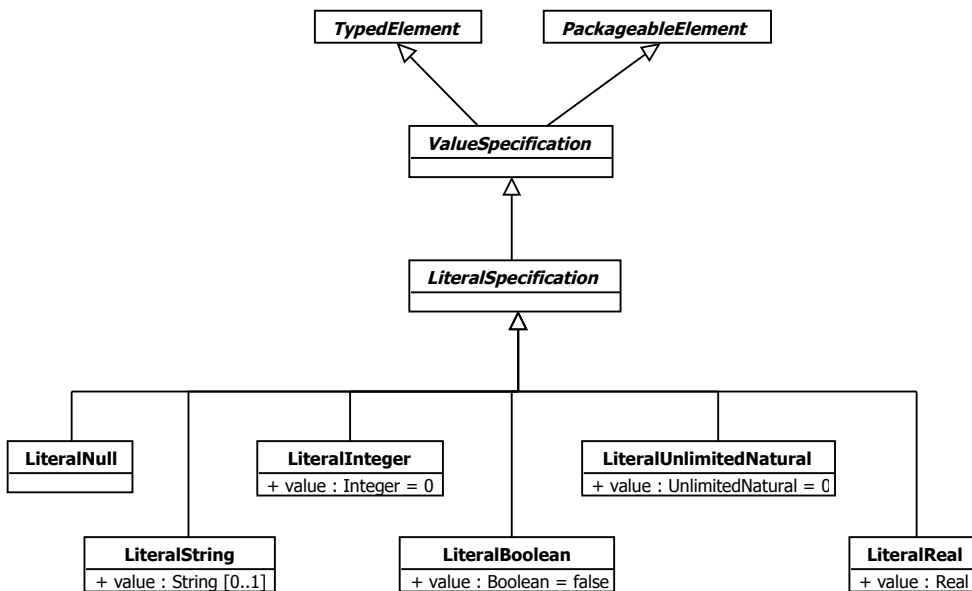 TypedElement
PackageableElement
ValueSpecification
LiteralSpecification
LiteralNull
LiteralInteger
+ value : Integer = 0
LiteralUnlimitedNatural
+ value : UnlimitedNatural = 0
LiteralString
+ value : String [0..1]
LiteralBoolean
+ value : Boolean = false
LiteralReal
+ value : Real